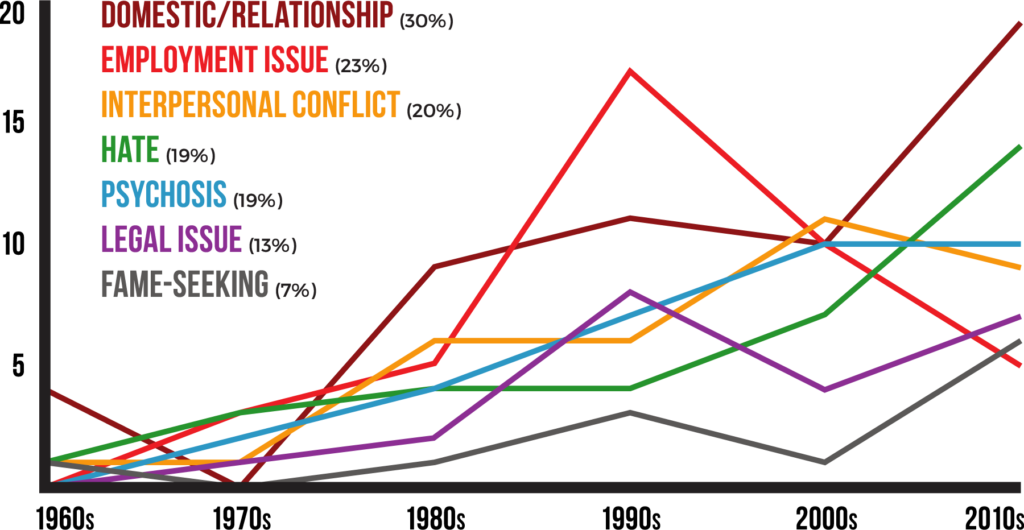 20
DOMESTIC/RELATIONSHIP (30%)
EMPLOYMENT ISSUE (23%)
INTERPERSONAL CONFLICT (20%)
15
HATE (19%)
PSYCHOSIS (19%)
10
LEGAL ISSUE (13%)
FAME-SEEKING (7%)
5
1960s 1970s 1980s 1990s 2000s 2010s